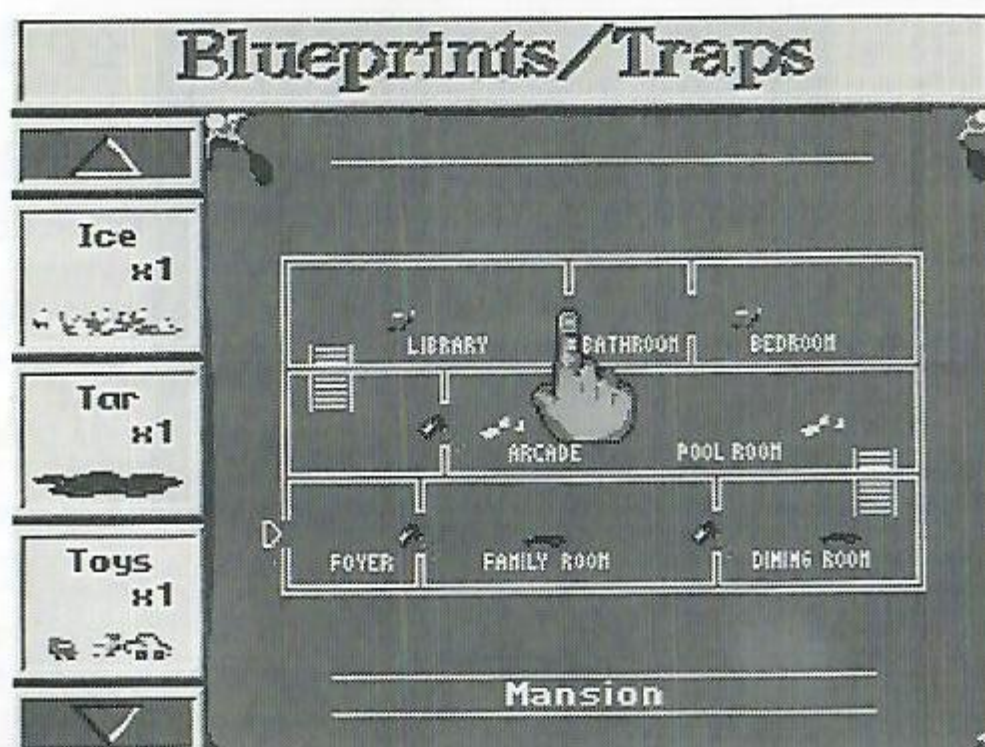 Blueprints/Traps
Ice
x1
Tar
x1
Toys
x1
LIBRARY
BATHROOM
BEDROOM
ARCADE
POOL ROOM
FOYER
FAMILY ROOM
DINING ROOM
Mansion